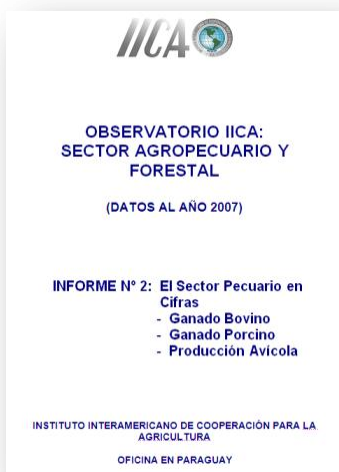 IICA
OBSERVATORIO IICA:
SECTOR AGROPECUARIO Y
FORESTAL
(DATOS AL AÑO 2007)
INFORME Nº 2: El Sector Pecuario en
Cifras
- Ganado Bovino
- Ganado Porcino
- Producción Avícola
INSTITUTO INTERAMERICANO DE COOPERACIÓN PARA LA
AGRICULTURA
OFICINA EN PARAGUAY